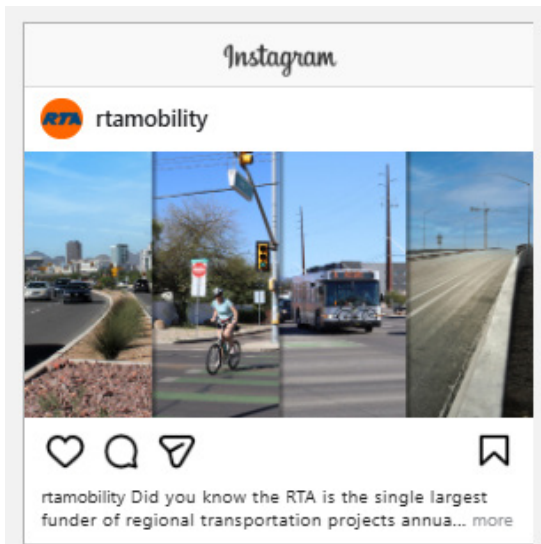 Instagram
RTA
rtamobility
rtamobility Did you know the RTA is the single largest
funder of regional transportation projects annua... more